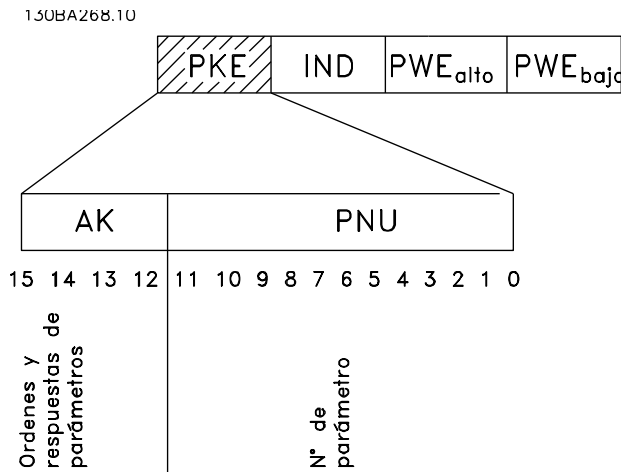 130BA268.10
PKE IND PWEalto PWEbajo
AK PNU
15 14 13 12 11 10 9 8 7 6 5 4 3 2 1 0
Ordenes y
respuestas de
parámetros
N° de
parámetro